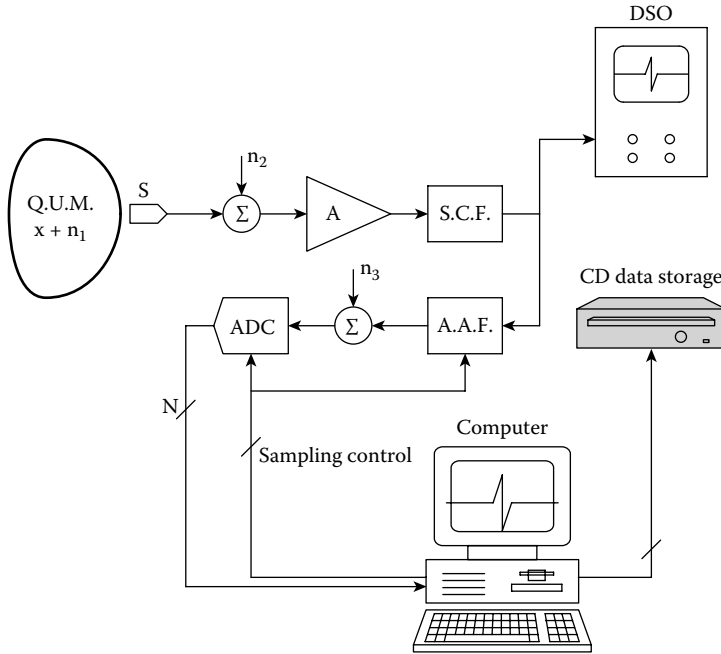 DSO
n2
S
Q.U.M.
x + n1
Σ
A
S.C.F.
n3
CD data storage
ADC
Σ
A.A.F.
N
Sampling control
Computer